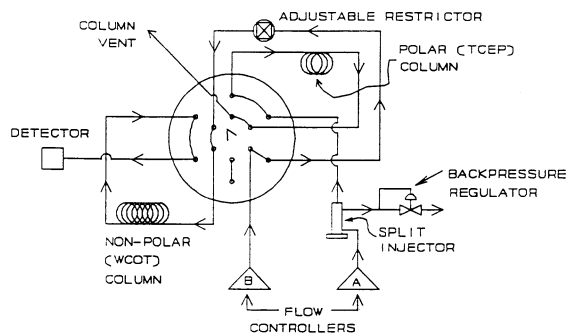 ADJUSTABLE RESTRICTOR
COLUMN
VENT
POLAR (TCEP)
COLUMN
DETECTOR
BACKPRESSURE
REGULATOR
NON-POLAR
(WCOT)
COLUMN
SPLIT
INJECTOR
B
A
FLOW
CONTROLLERS